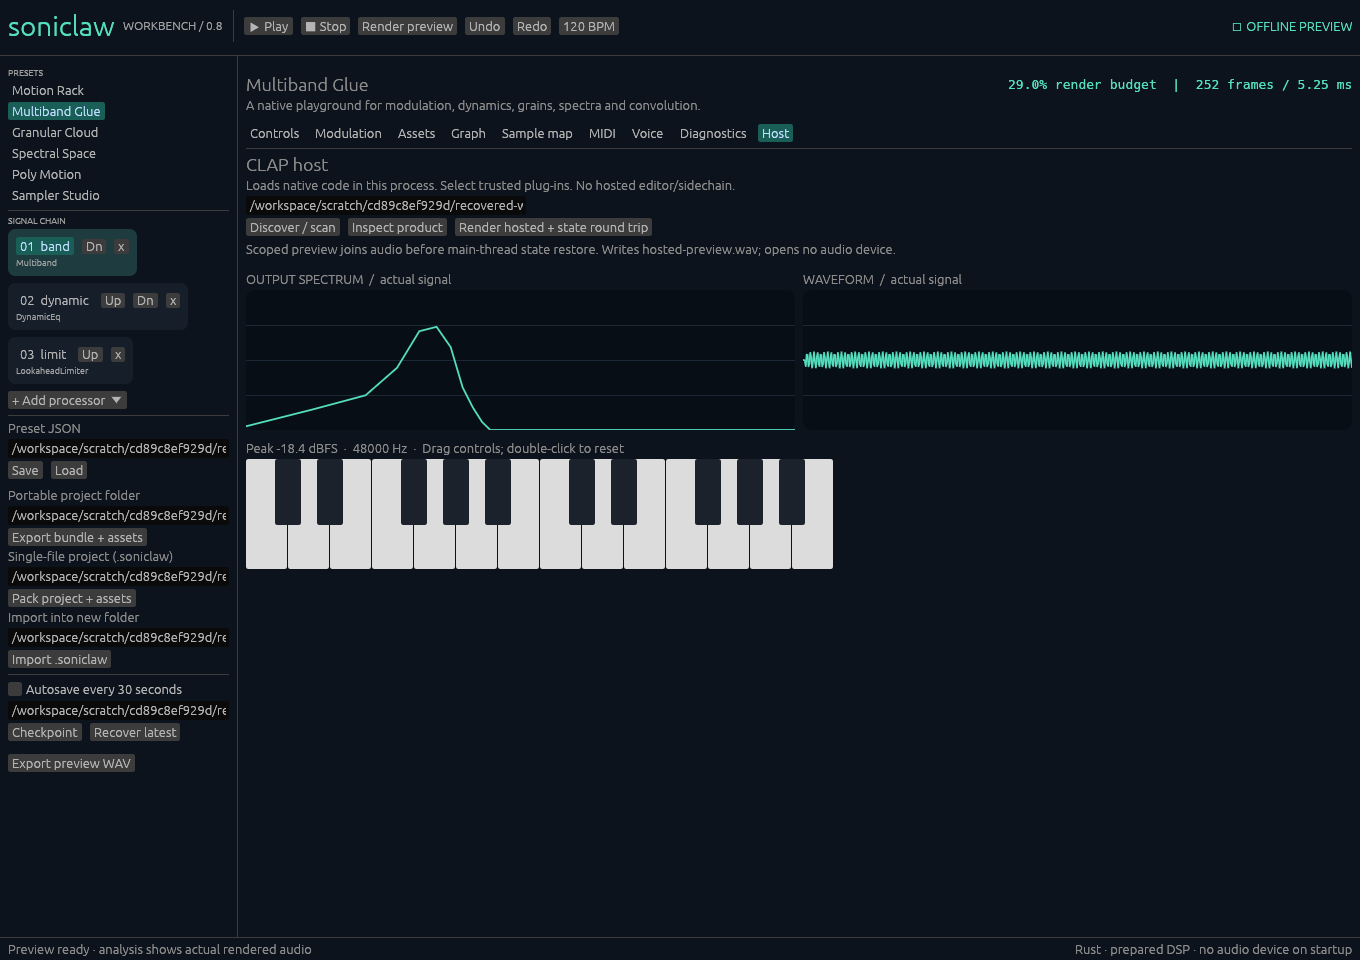 soniclaw WORKBENCH / 0.8 ▶ Play ■ Stop Render preview Undo Redo 120 BPM □ OFFLINE PREVIEW
PRESETS
Motion Rack
Multiband Glue
Granular Cloud
Spectral Space
Poly Motion
Sampler Studio
SIGNAL CHAIN
01 band Dn x
Multiband
02 dynamic Up Dn x
DynamicEq
03 limit Up x
LookaheadLimiter
+ Add processor ▼
Preset JSON
/workspace/scratch/cd89c8ef929d/re
Save Load
Portable project folder
/workspace/scratch/cd89c8ef929d/re
Export bundle + assets
Single-file project (.soniclaw)
/workspace/scratch/cd89c8ef929d/re
Pack project + assets
Import into new folder
/workspace/scratch/cd89c8ef929d/re
Import .soniclaw
Autosave every 30 seconds
/workspace/scratch/cd89c8ef929d/re
Checkpoint Recover latest
Export preview WAV
Multiband Glue 29.0% render budget | 252 frames / 5.25 ms
A native playground for modulation, dynamics, grains, spectra and convolution.
Controls Modulation Assets Graph Sample map MIDI Voice Diagnostics Host
CLAP host
Loads native code in this process. Select trusted plug-ins. No hosted editor/sidechain.
/workspace/scratch/cd89c8ef929d/recovered-v
Discover / scan Inspect product Render hosted + state round trip
Scoped preview joins audio before main-thread state restore. Writes hosted-preview.wav; opens no audio device.
OUTPUT SPECTRUM / actual signal WAVEFORM / actual signal
Peak -18.4 dBFS · 48000 Hz · Drag controls; double-click to reset
Preview ready · analysis shows actual rendered audio Rust · prepared DSP · no audio device on startup